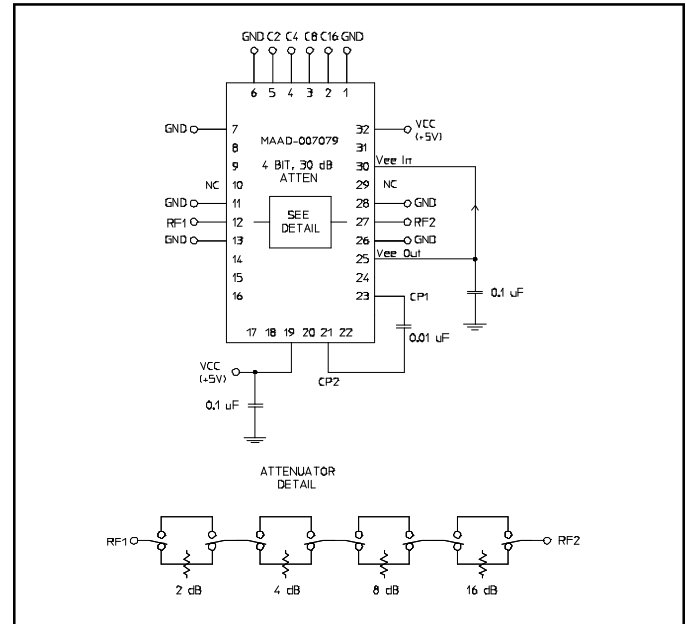 GND C2 C4 C8 C16 GND
6 5 4 3 2 1
GND 7 32 VCC
(+5V)
MAAD-007079
8 31
9 4 BIT, 30 dB 30 Vee In
ATTEN
NC 10 29 NC
GND 11 28 GND
RF1 12 SEE 27 RF2
DETAIL
GND 13 26 GND
14 25 Vee Out
15 24
16 23 CP1
0.1 uF
17 18 19 20 21 22
0.01 uF
VCC
(+5V)
CP2
0.1 uF
ATTENUATOR
DETAIL
RF1 RF2
2 dB 4 dB 8 dB 16 dB